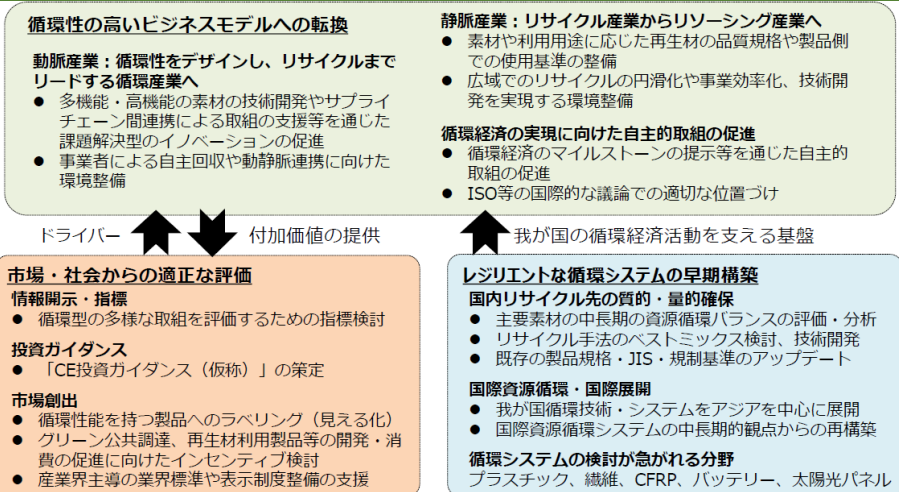 循環性の高いビジネスモデルへの転換
動脈産業:循環性をデザインし、リサイクルまで
リードする循環産業へ
● 多機能・高機能の素材の技術開発やサプライ
チェーン間連携による取組の支援等を通じた
課題解決型のイノベーションの促進
● 事業者による自主回収や動静脈連携に向けた
環境整備
静脈産業:リサイクル産業からリソーシング産業へ
● 素材や利用用途に応じた再生材の品質規格や製品側
での使用基準の整備
● 広域でのリサイクルの円滑化や事業効率化、技術開
発を実現する環境整備
循環経済の実現に向けた自主的取組の促進
● 循環経済のマイルストーンの提示等を通じた自主的
取組の促進
● ISO等の国際的な議論での適切な位置づけ
ドライバー
付加価値の提供
我が国の循環経済活動を支える基盤
市場・社会からの適正な評価
情報開示・指標
● 循環型の多様な取組を評価するための指標検討
投資ガイダンス
● 「CE投資ガイダンス(仮称)」の策定
市場創出
● 循環性能を持つ製品へのラベリング(見える化)
● グリーン公共調達、再生材利用製品等の開発・消
費の促進に向けたインセンティブ検討
● 産業界主導の業界標準や表示制度整備の支援
レジリエントな循環システムの早期構築
国内リサイクル先の質的・量的確保
● 主要素材の中長期の資源循環バランスの評価・分析
● リサイクル手法のベストミックス検討、技術開発
● 既存の製品規格・JIS・規制基準のアップデート
国際資源循環・国際展開
● 我が国循環技術・システムをアジアを中心に展開
● 国際資源循環システムの中長期的観点からの再構築
循環システムの検討が急がれる分野
プラスチック、繊維、CFRP、バッテリー、太陽光パネル